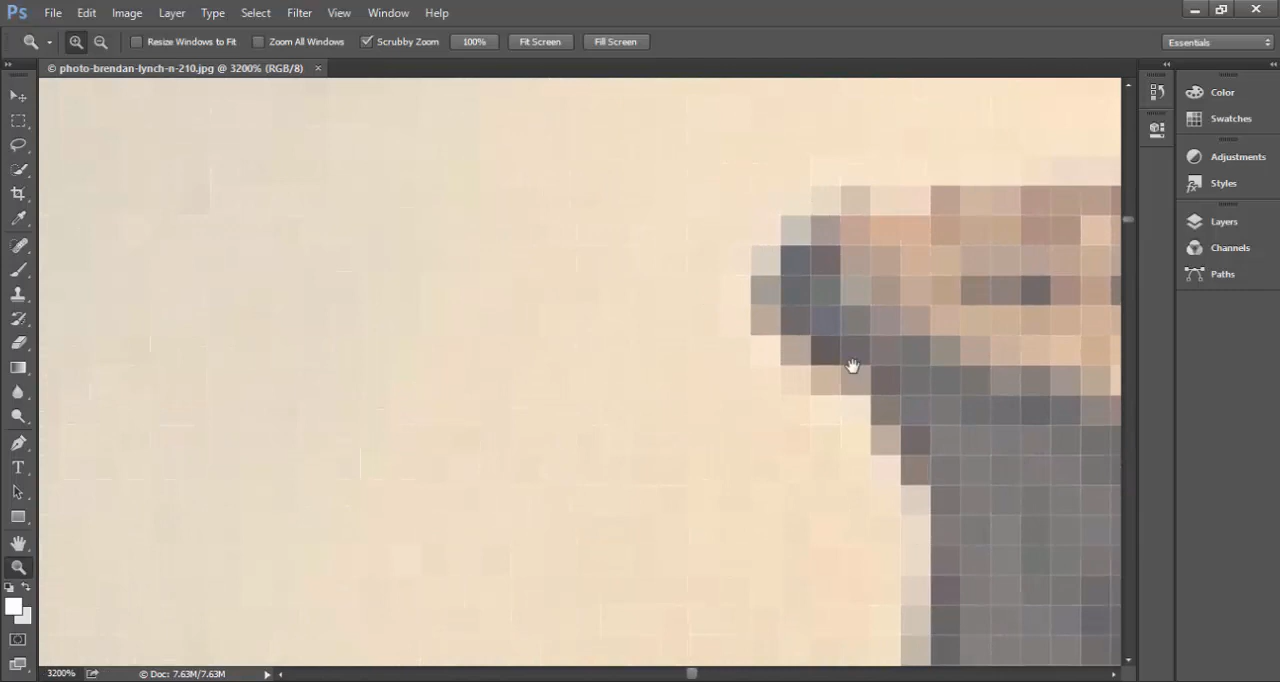 Ps File Edit Image Layer Type Select Filter View Window Help
Resize Windows to Fit Zoom All Windows Scrubby Zoom 100% Fit Screen Fill Screen Essentials
© photo-brendan-lynch-n-210.jpg @ 3200% (RGB/8) ×
Color
Swatches
Adjustments
Styles
Layers
Channels
Paths
T
3200% © Doc: 7.63M/7.63M